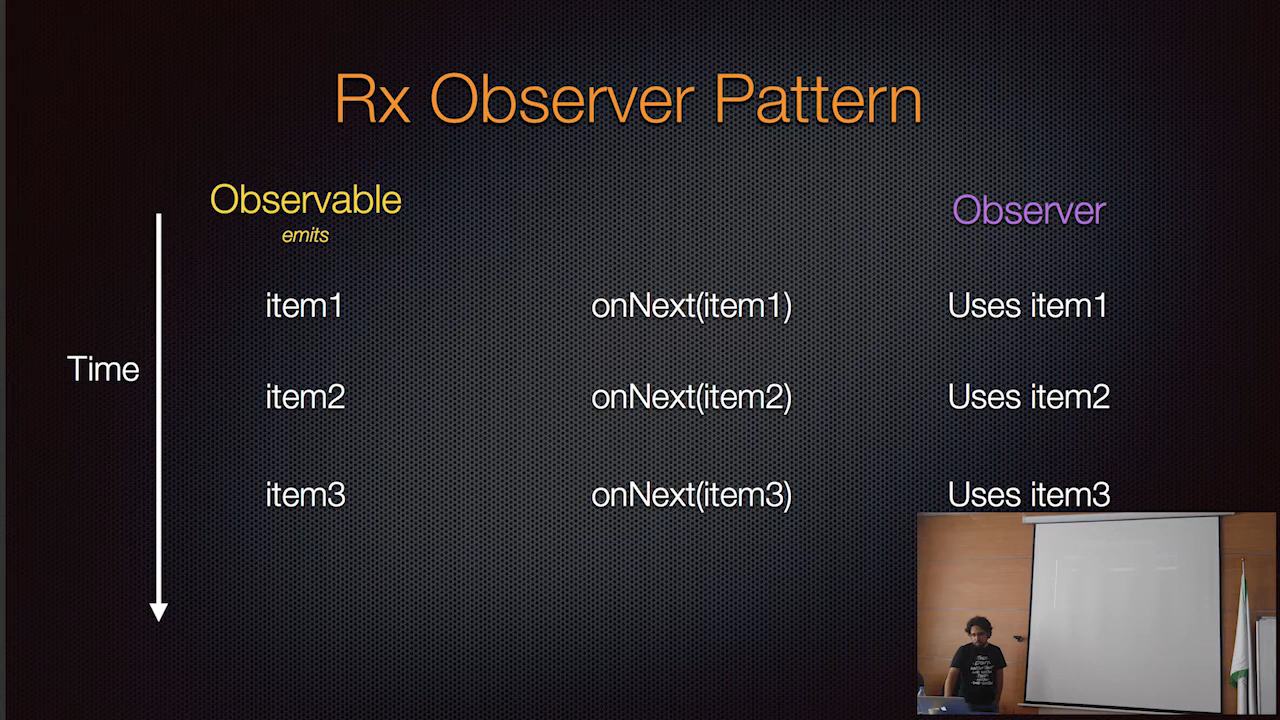 Rx Observer Pattern
Observable
emits
Observer
item1 onNext(item1) Uses item1
Time
item2 onNext(item2) Uses item2
item3 onNext(item3) Uses item3